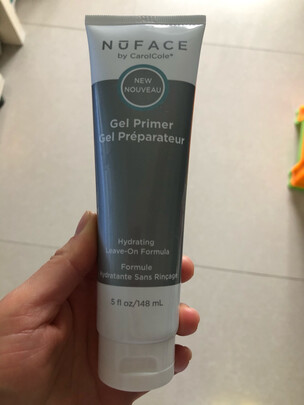 NUFACE
by CarolCole®
NEW
NOUVEAU
Gel Primer
Gel Préparateur
Hydrating
Leave-On Formula
Formule
Hydratante Sans Rinçage
5 fl oz/148 mL